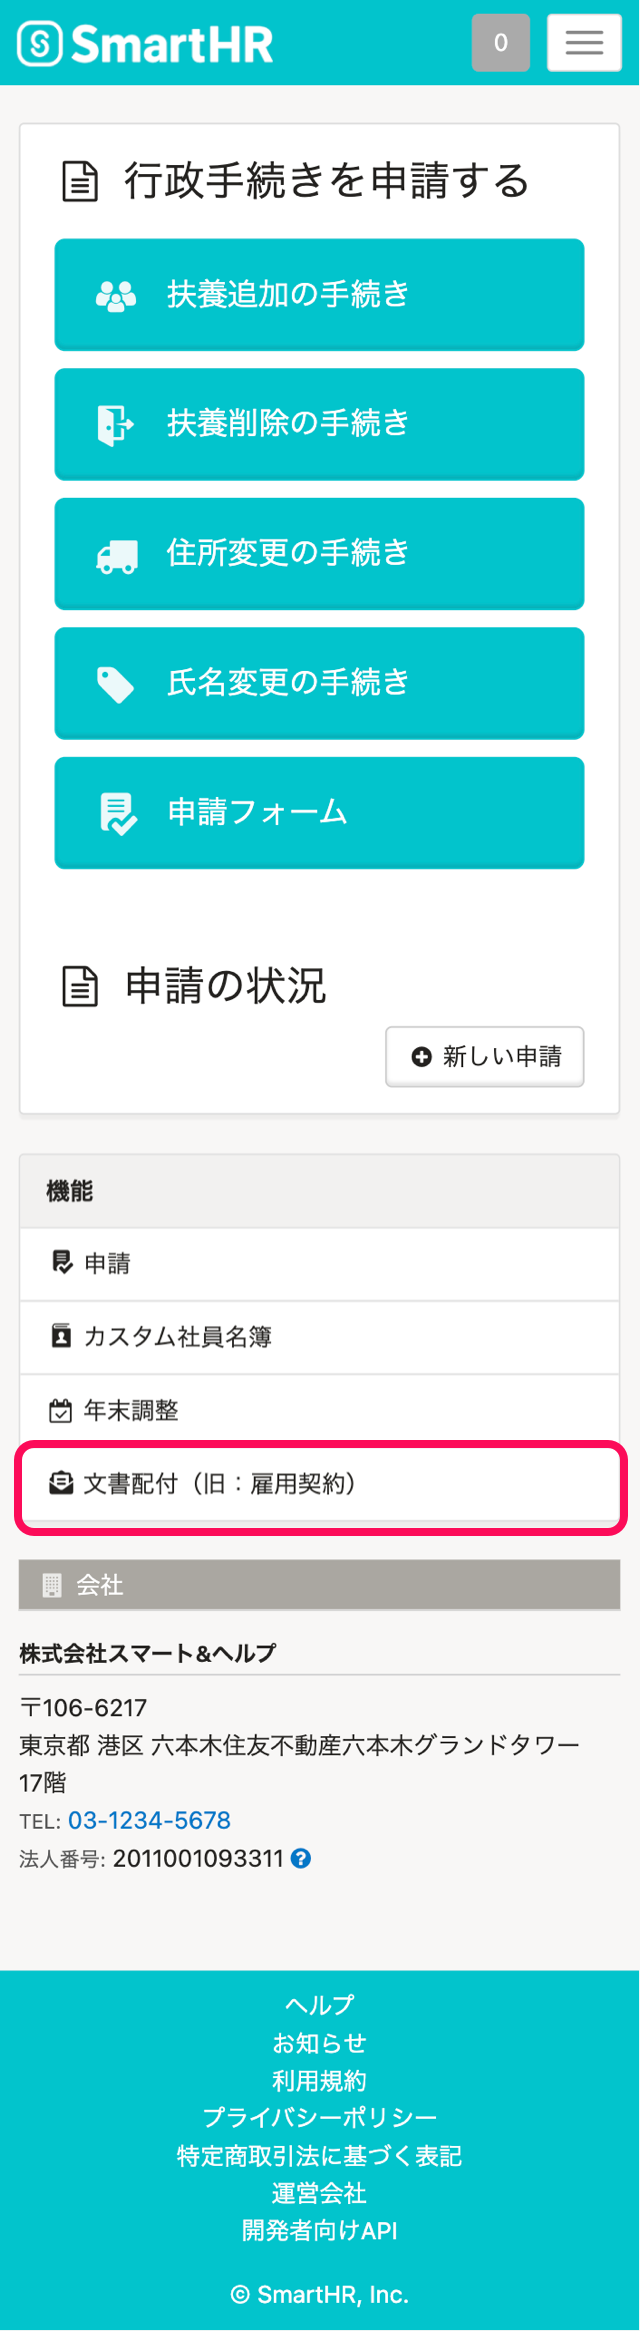 SmartHR
0
行政手続きを申請する
扶養追加の手続き
扶養削除の手続き
住所変更の手続き
氏名変更の手続き
申請フォーム
申請の状況
新しい申請
機能
申請
カスタム社員名簿
年末調整
文書配付（旧：雇用契約）
会社
株式会社スマート&ヘルプ
〒106-6217
東京都 港区 六本木住友不動産六本木グランドタワー
17階
TEL: 03-1234-5678
法人番号: 2011001093311
ヘルプ
お知らせ
利用規約
プライバシーポリシー
特定商取引法に基づく表記
運営会社
開発者向けAPI
© SmartHR, Inc.